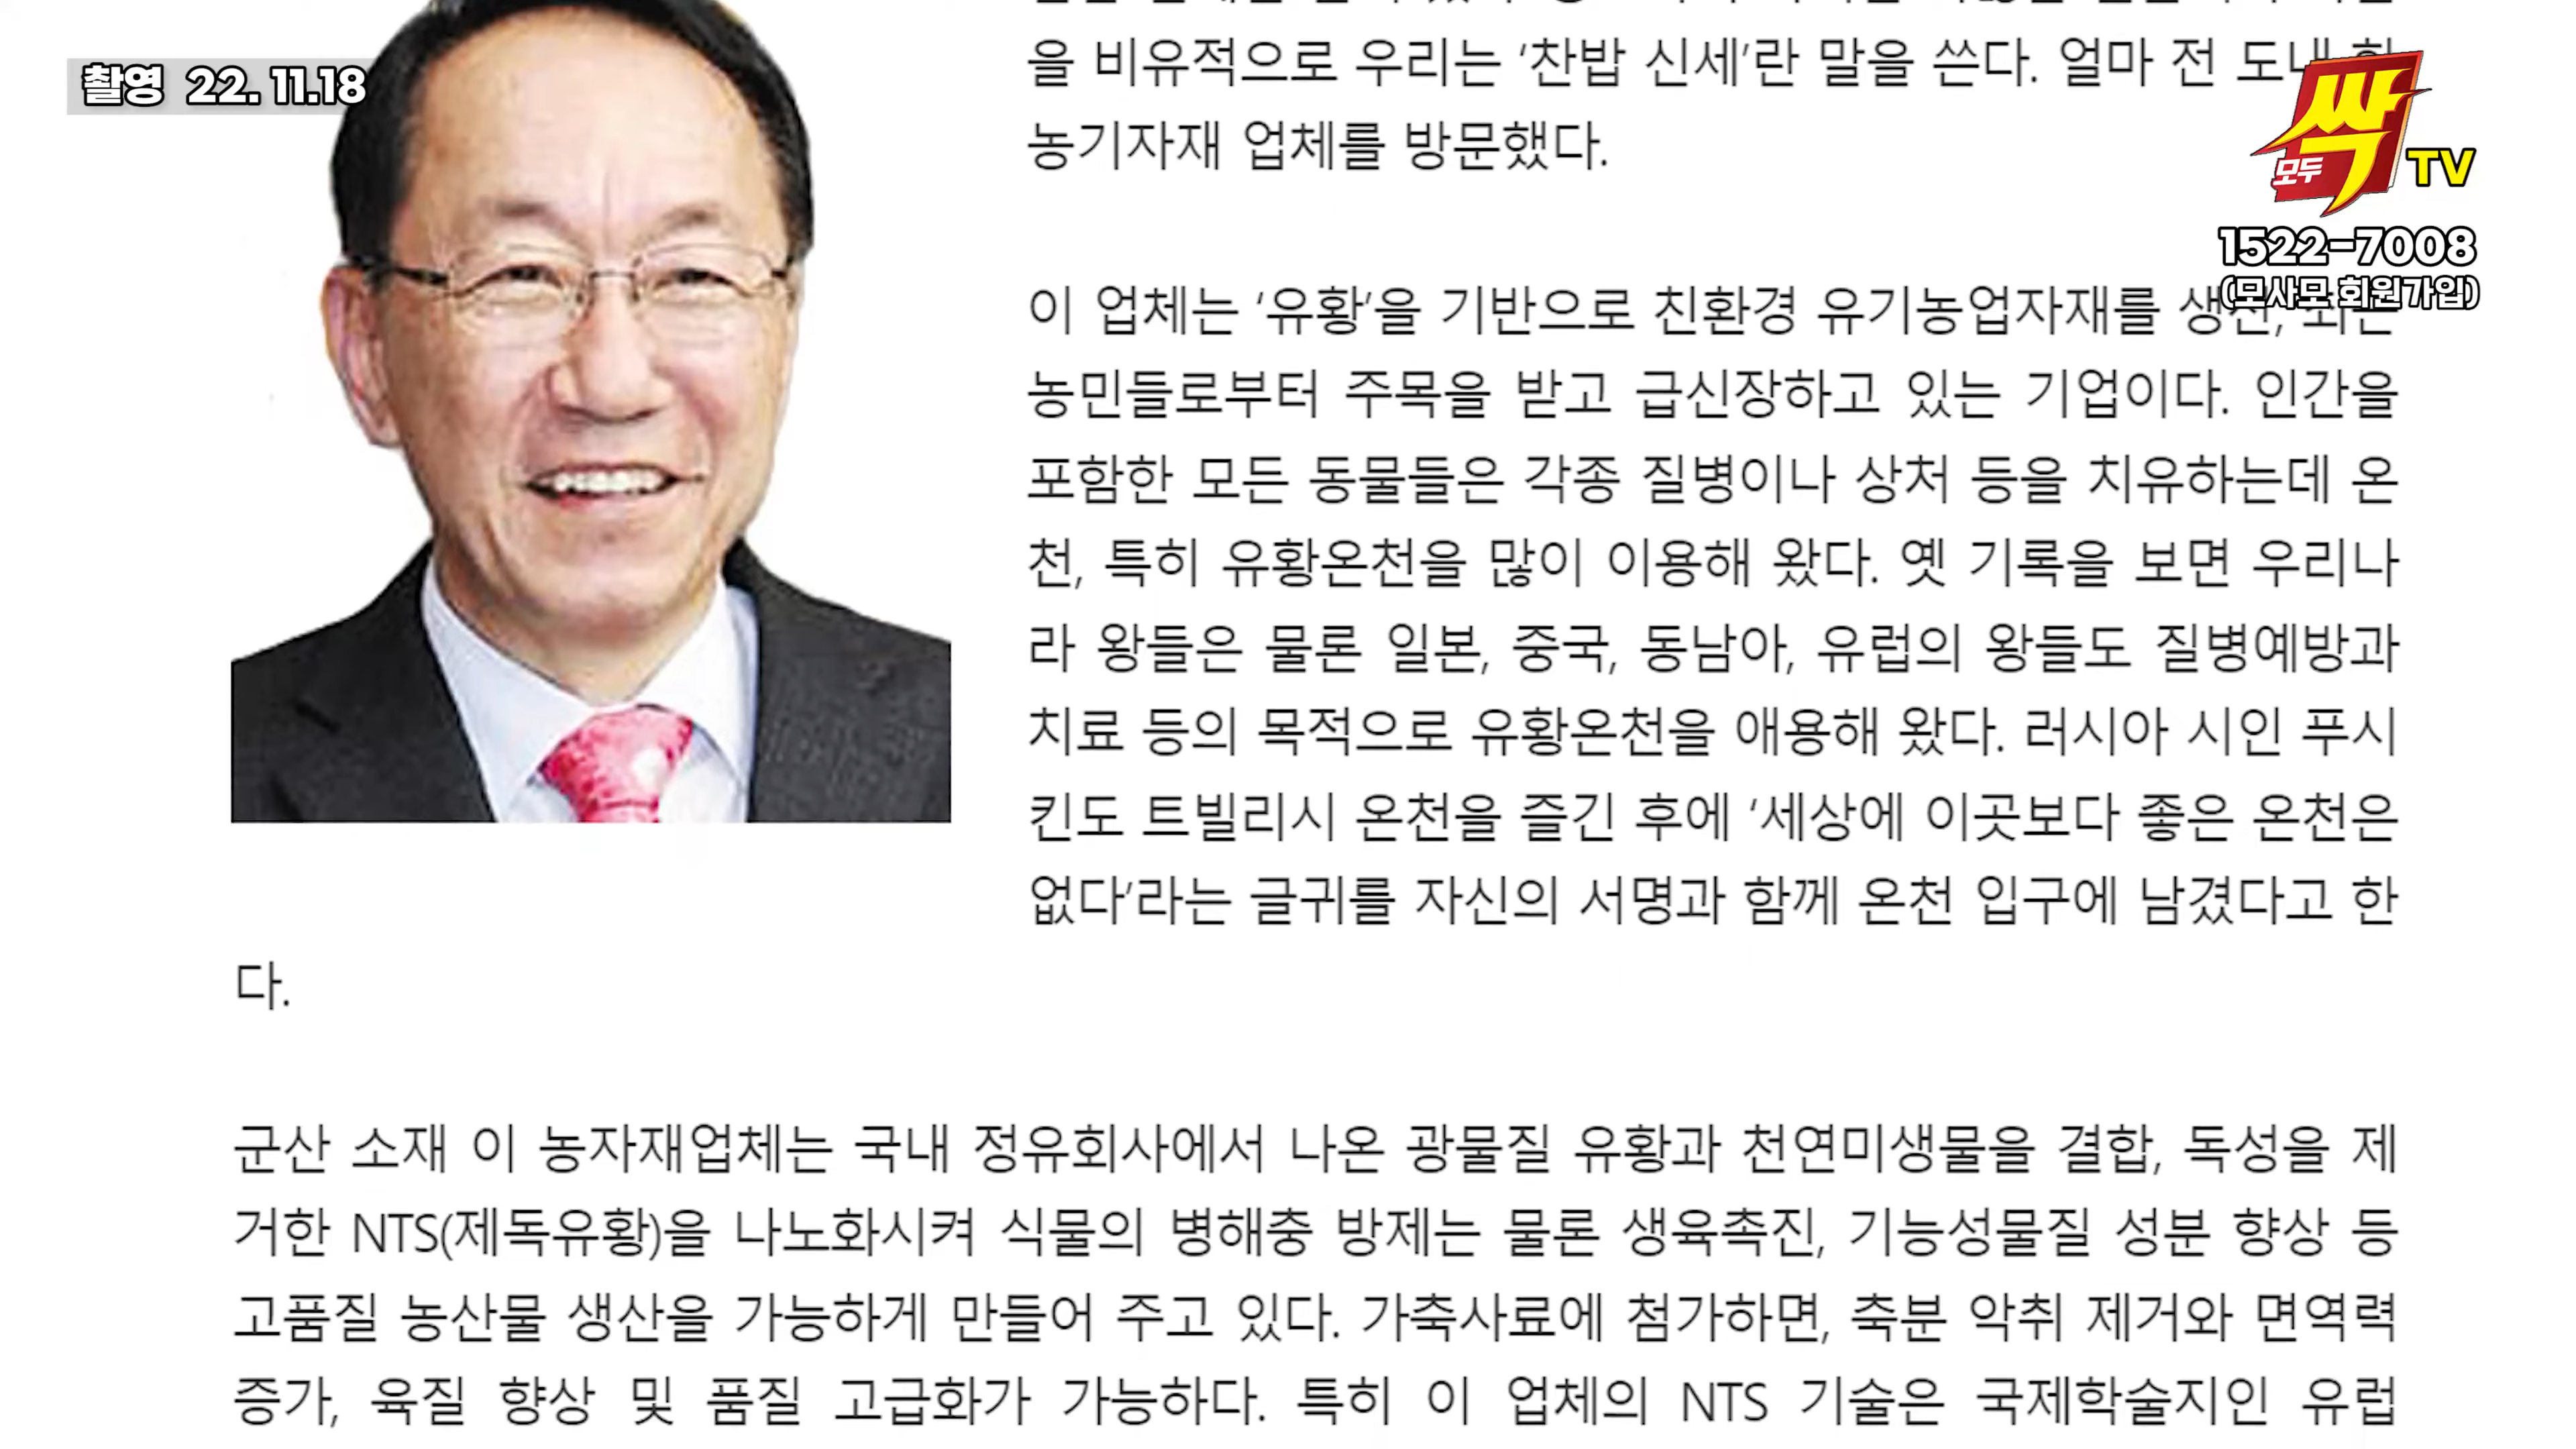 촬영 22. 11.18
을 비유적으로 우리는 ‘찬밥 신세’란 말을 쓴다. 얼마 전 도내
농기자재 업체를 방문했다.
싹
모두
TV
1522-7008
(모사모 회원가입)
이 업체는 ‘유황’을 기반으로 친환경 유기농업자재를
농민들로부터 주목을 받고 급신장하고 있는 기업이다. 인간을
포함한 모든 동물들은 각종 질병이나 상처 등을 치유하는데 온
천, 특히 유황온천을 많이 이용해 왔다. 옛 기록을 보면 우리나
라 왕들은 물론 일본, 중국, 동남아, 유럽의 왕들도 질병예방과
치료 등의 목적으로 유황온천을 애용해 왔다. 러시아 시인 푸시
킨도 트빌리시 온천을 즐긴 후에 ‘세상에 이곳보다 좋은 온천은
없다’라는 글귀를 자신의 서명과 함께 온천 입구에 남겼다고 한
다.
군산 소재 이 농자재업체는 국내 정유회사에서 나온 광물질 유황과 천연미생물을 결합, 독성을 제
거한 NTS(제독유황)을 나노화시켜 식물의 병해충 방제는 물론 생육촉진, 기능성물질 성분 향상 등
고품질 농산물 생산을 가능하게 만들어 주고 있다. 가축사료에 첨가하면, 축분 악취 제거와 면역력
증가, 육질 향상 및 품질 고급화가 가능하다. 특히 이 업체의 NTS 기술은 국제학술지인 유럽